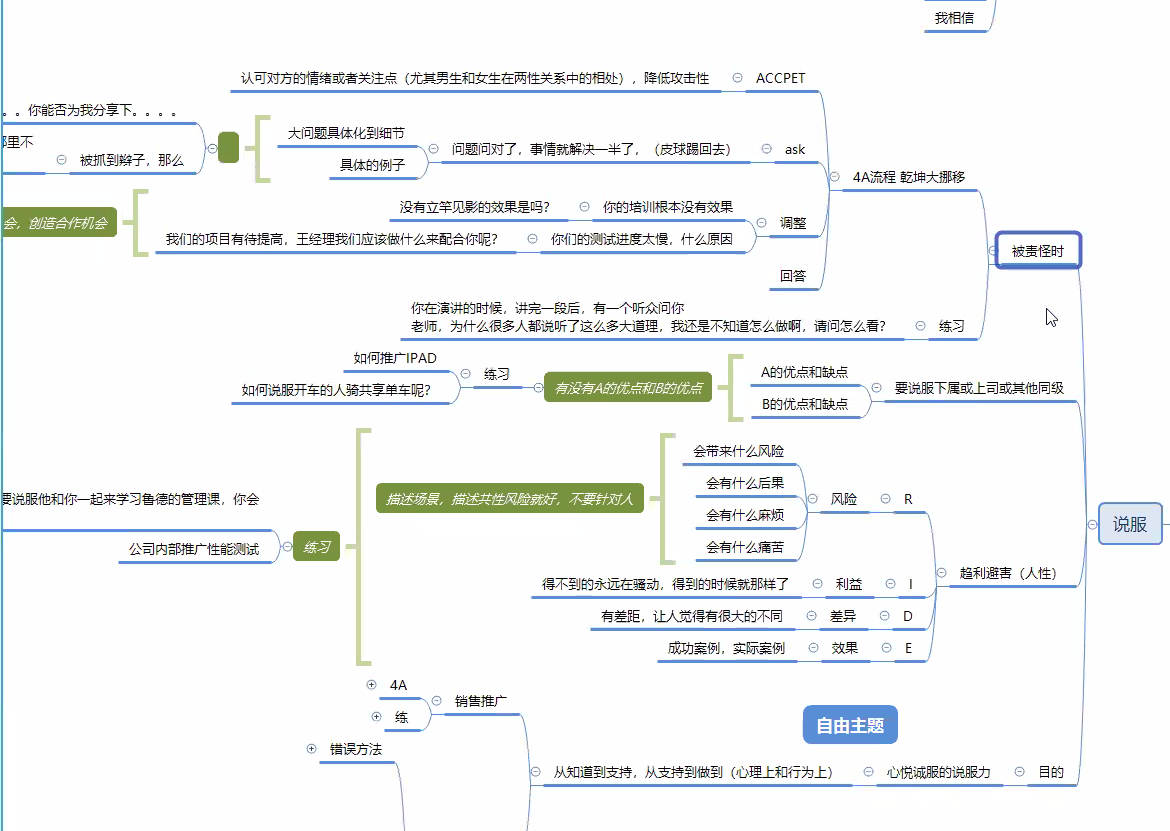 我相信
认可对方的情绪或者关注点（尤其男生和女生在两性关系中的相处），降低攻击性
ACCPET
。。你能否为我分享下。。。。
里不
被抓到辫子，那么
大问题具体化到细节
具体的例子
问题问对了，事情就解决一半了，（皮球踢回去）
ask
4A流程 乾坤大挪移
会，创造合作机会
没有立竿见影的效果是吗？
你的培训根本没有效果
我们的项目有待提高，王经理我们应该做什么来配合你呢？
你们的测试进度太慢，什么原因
调整
回答
被责怪时
你在演讲的时候，讲完一段后，有一个听众问你
老师，为什么很多人都说听了这么多大道理，我还是不知道怎么做啊，请问怎么看？
练习
如何推广IPAD
如何说服开车的人骑共享单车呢？
练习
有没有A的优点和B的优点
A的优点和缺点
B的优点和缺点
要说服下属或上司或其他同级
要说服他和你一起来学习鲁德的管理课，你会
公司内部推广性能测试
练习
描述场景，描述共性风险就好，不要针对人
会带来什么风险
会有什么后果
会有什么麻烦
会有什么痛苦
风险
R
得不到的永远在骚动，得到的时候就那样了
利益
I
有差距，让人觉得有很大的不同
差异
D
成功案例，实际案例
效果
E
趋利避害（人性）
说服
4A
练
销售推广
错误方法
自由主题
从知道到支持，从支持到做到（心理上和行为上）
心悦诚服的说服力
目的